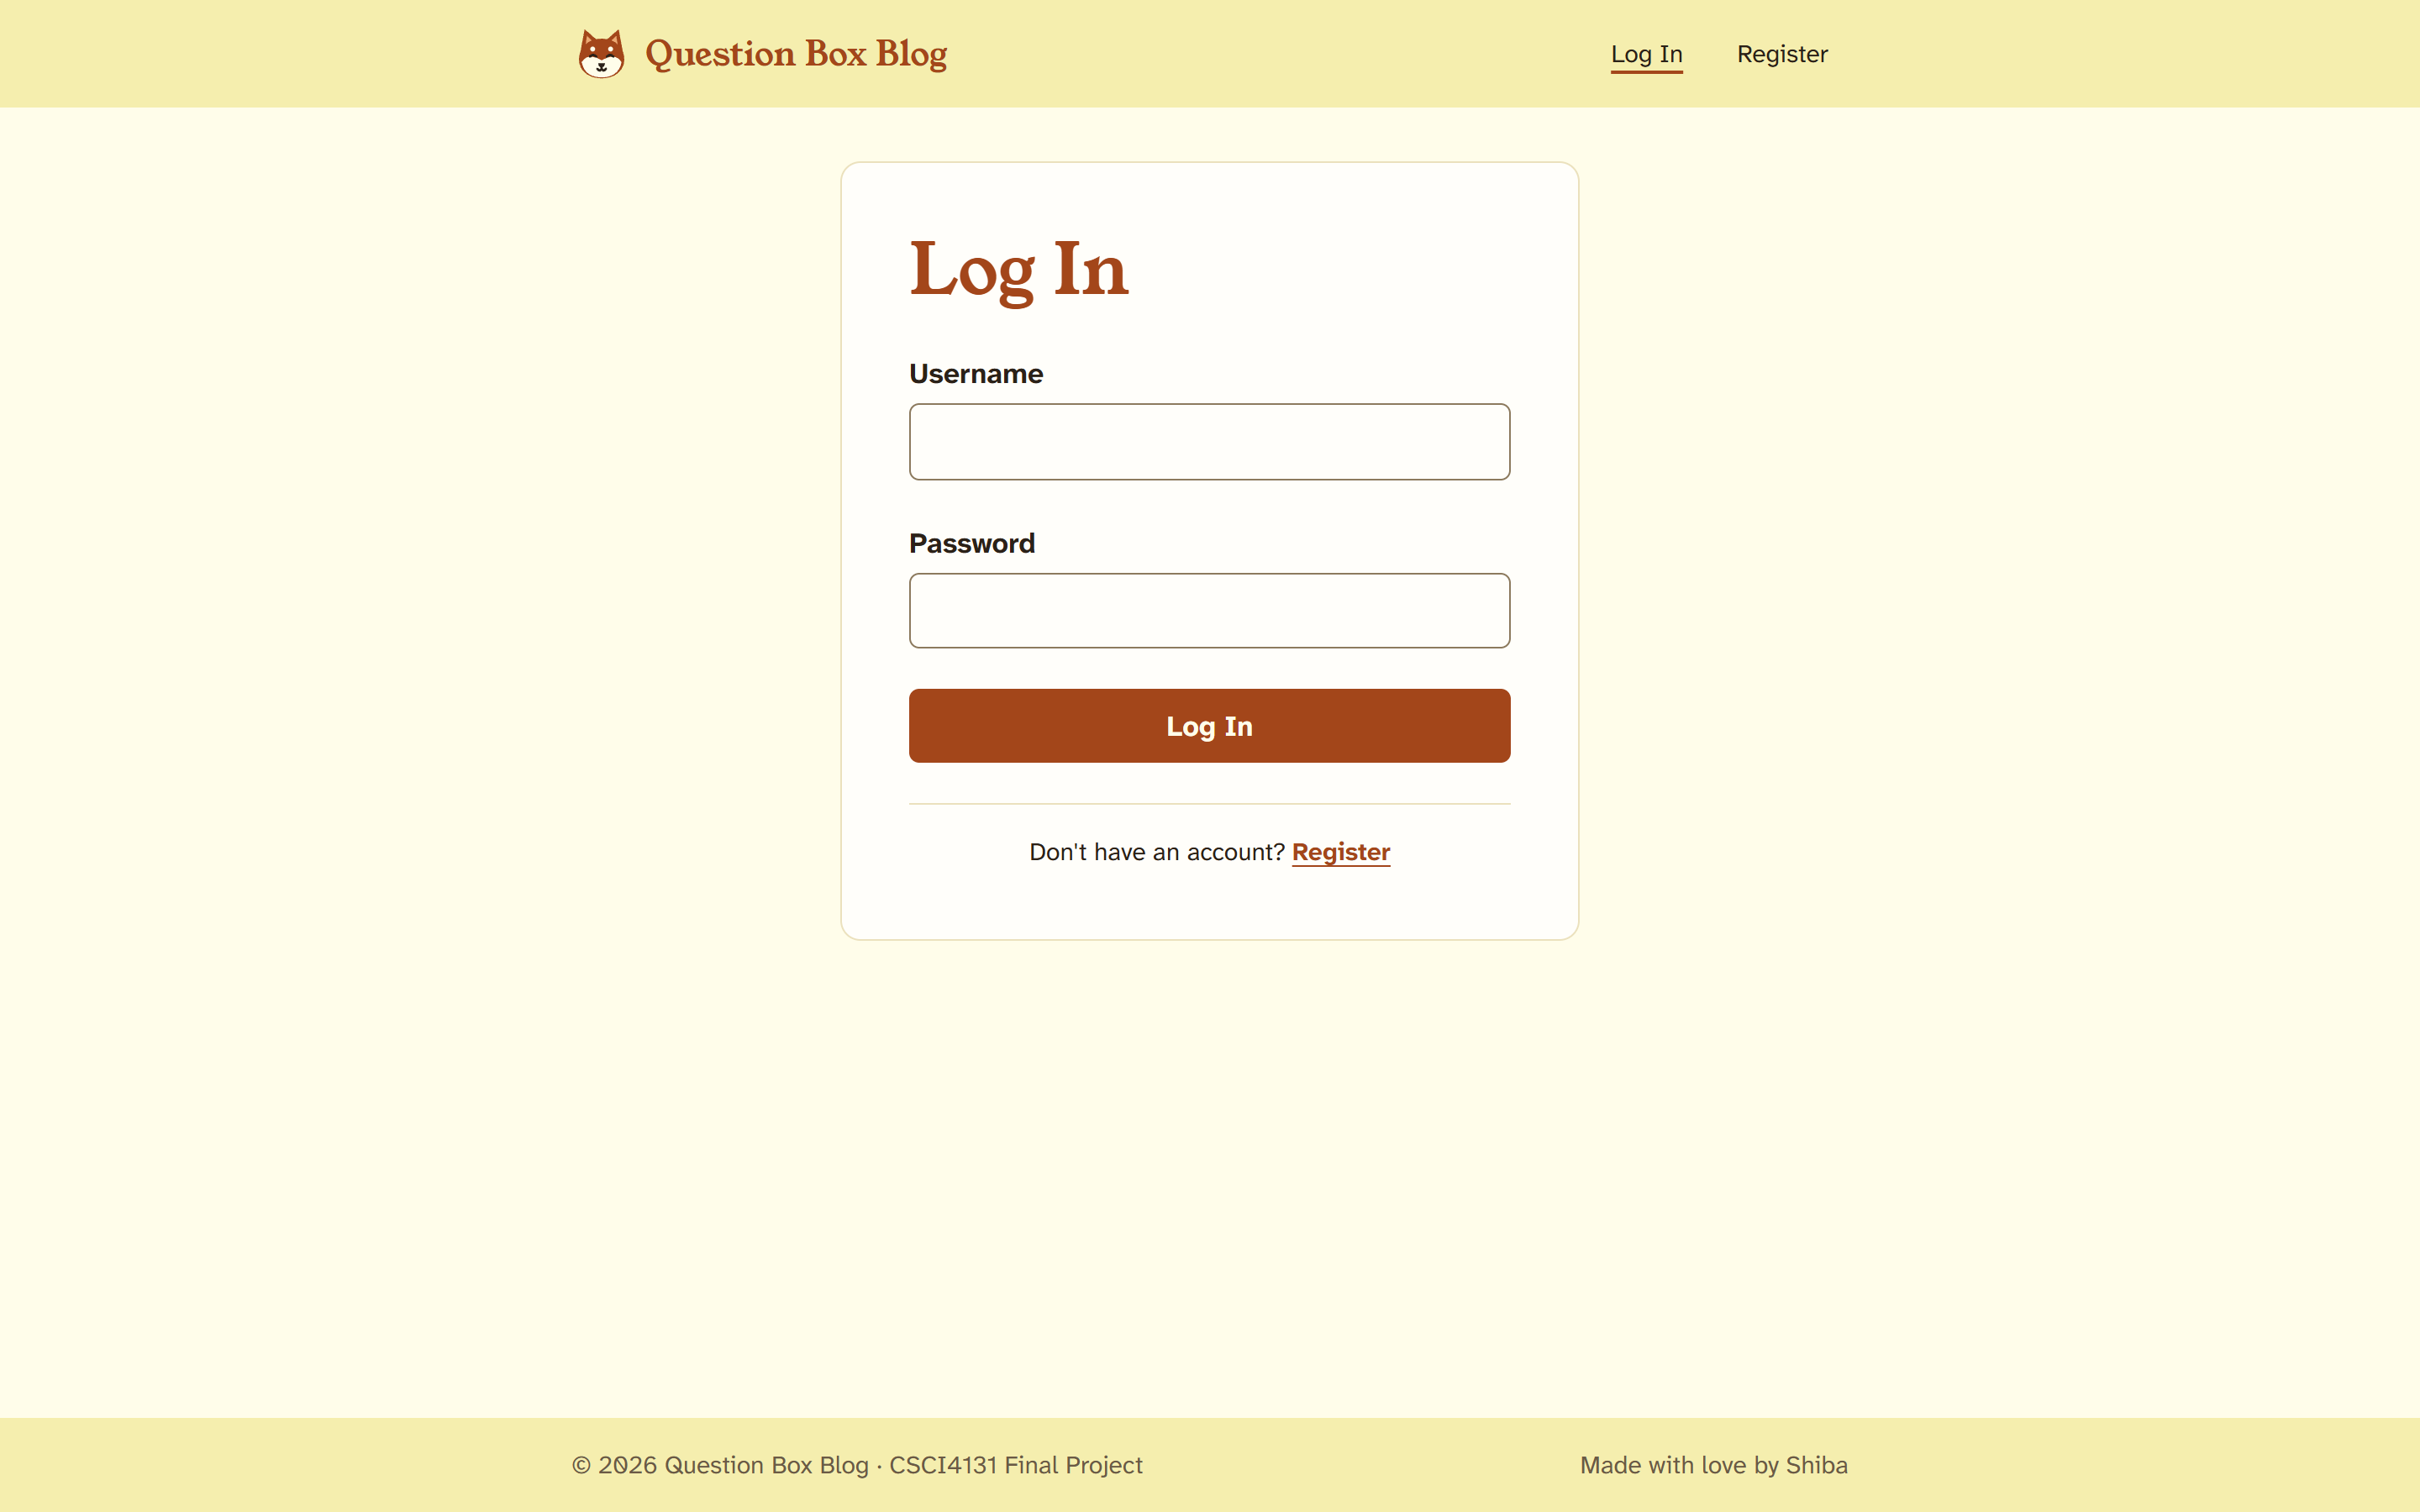 Question Box Blog
Log In
Register
Log In
Username
Password
Log In
Don't have an account? Register
© 2026 Question Box Blog · CSCI4131 Final Project
Made with love by Shiba